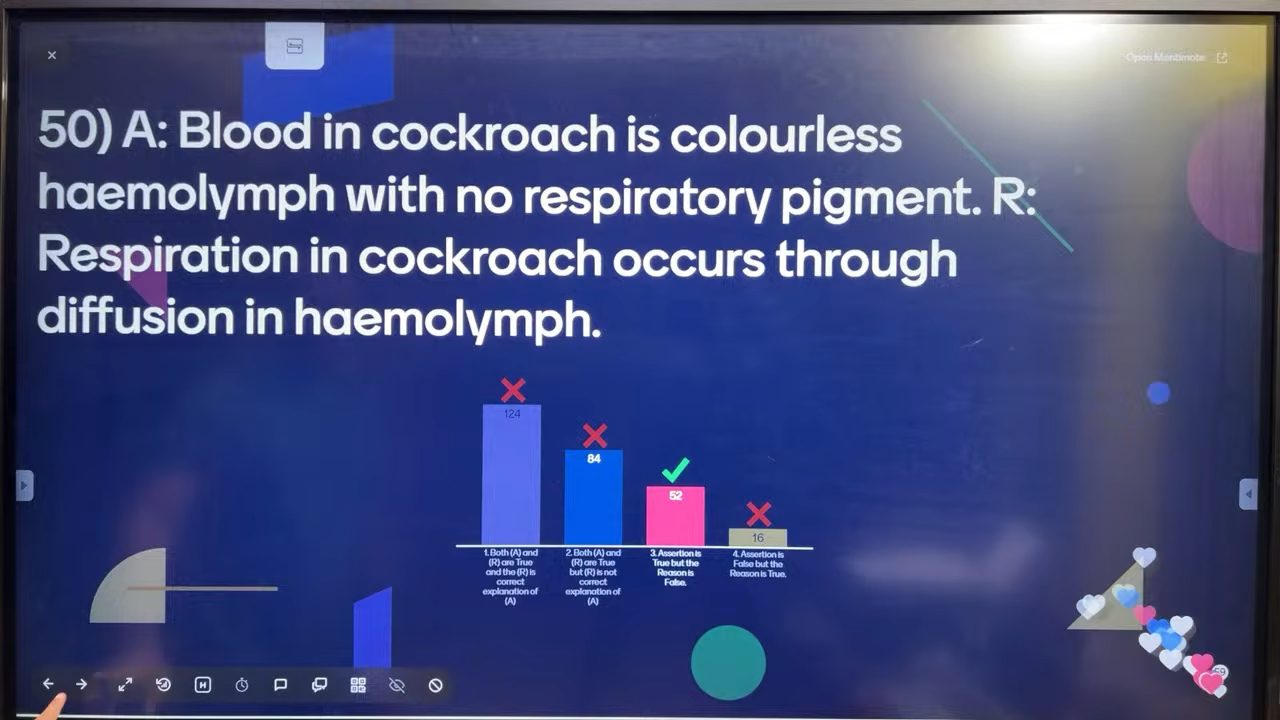 Open Mentimeter
50) A: Blood in cockroach is colourless
haemolymph with no respiratory pigment. R:
Respiration in cockroach occurs through
diffusion in haemolymph.
124
84
52
16
1. Both (A) and
(R) are True
and the (R) is
correct
explanation of
(A)
2. Both (A) and
(R) are True
but (R) is not
correct
explanation of
(A)
3. Assertion is
True but the
Reason is
False.
4. Assertion is
False but the
Reason is True.
H